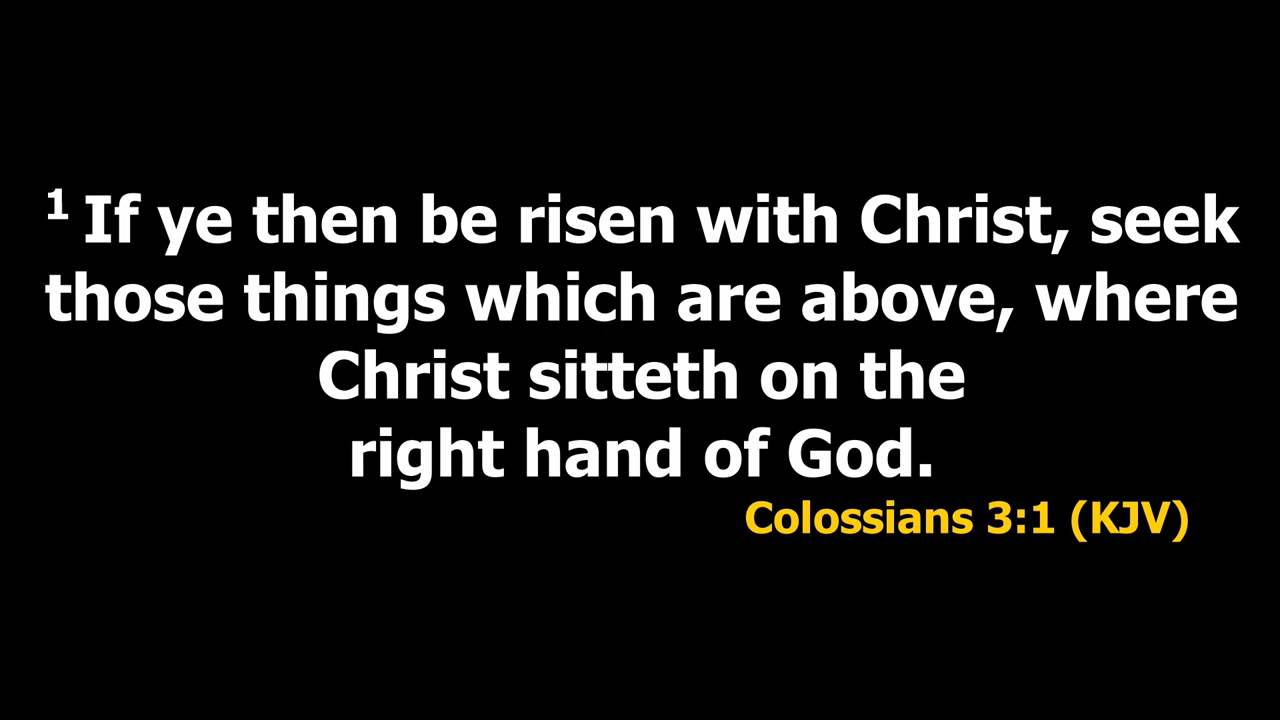 1 If ye then be risen with Christ, seek
those things which are above, where
Christ sitteth on the
right hand of God.
Colossians 3:1 (KJV)